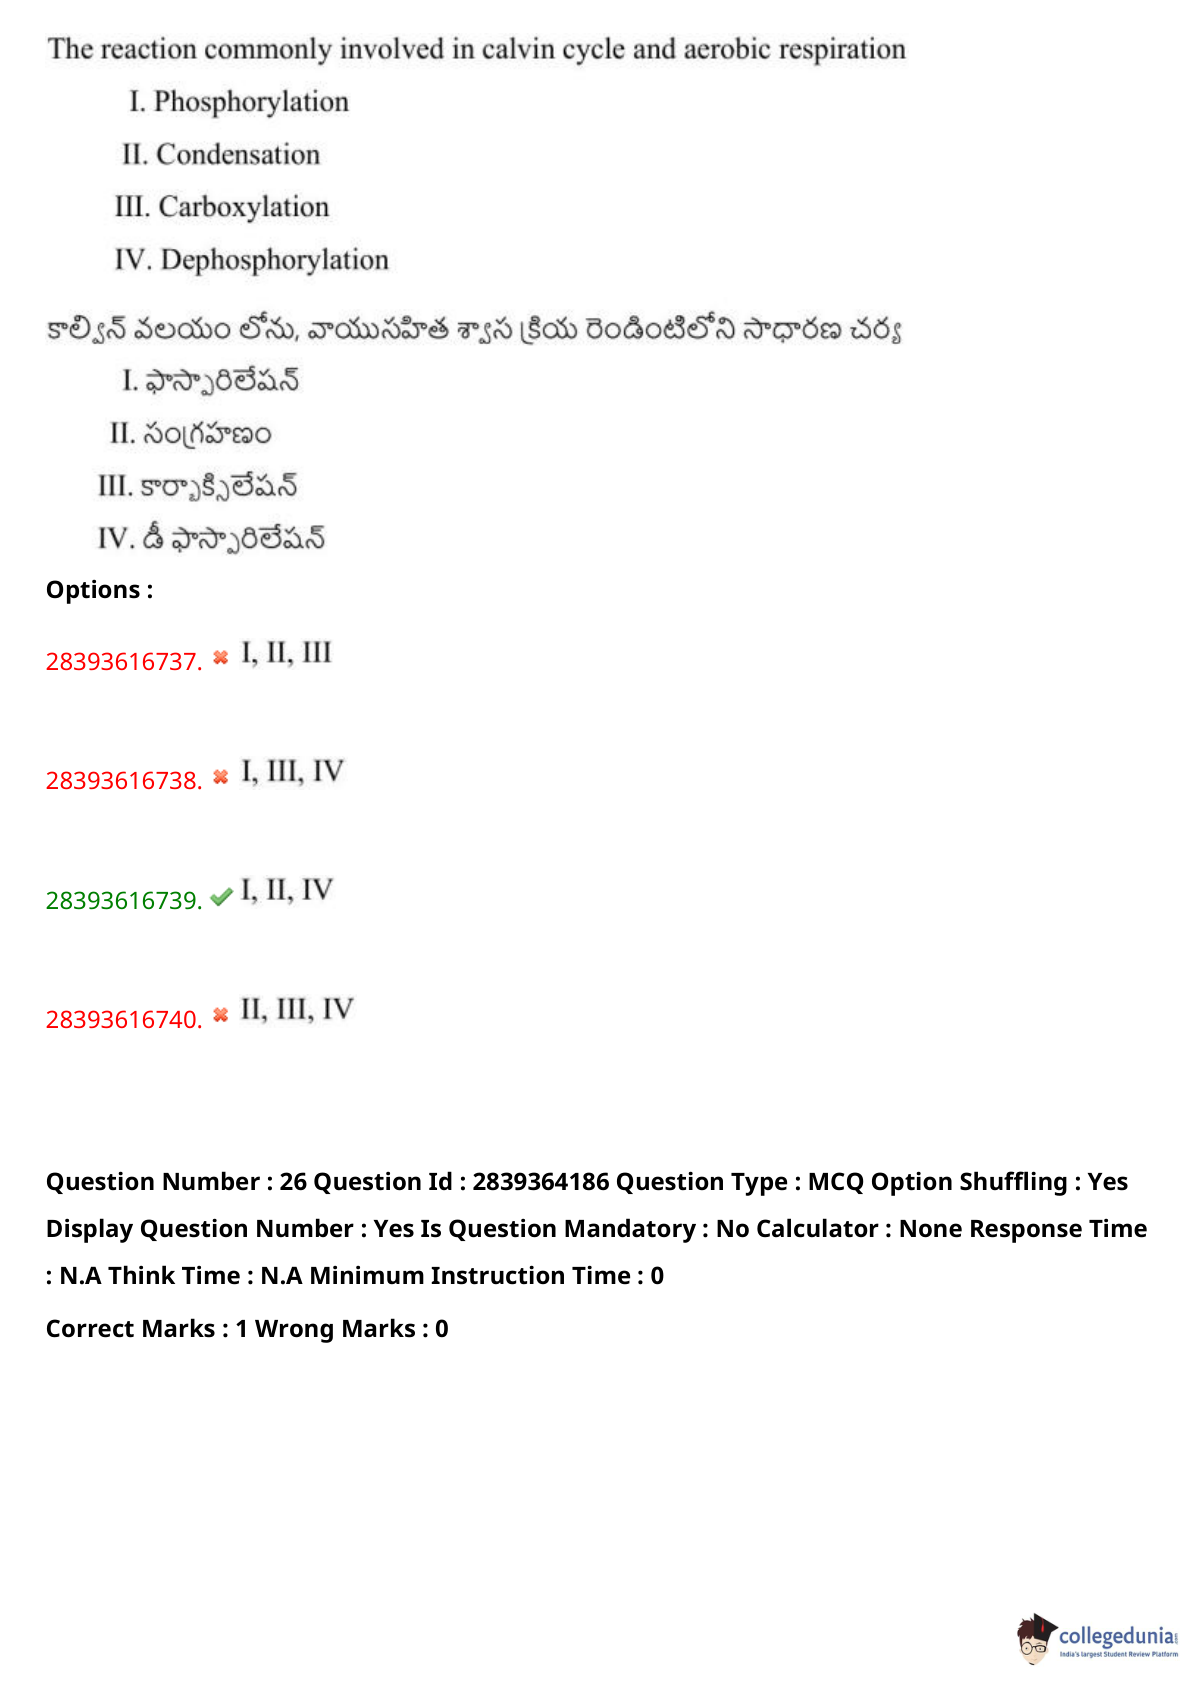 The reaction commonly involved in calvin cycle and aerobic respiration
I. Phosphorylation
II. Condensation
III. Carboxylation
IV. Dephosphorylation
కాల్విన్ వలయం లోను, వాయుసహిత శ్వాస క్రియ రెండింటిలోని సాధారణ చర్య
I. ఫాస్ఫారిలేషన్
II. సంగ్రహణం
III. కార్బాక్సిలేషన్
IV. డీ ఫాస్ఫారిలేషన్
Options :
28393616737. I, II, III
28393616738. I, III, IV
28393616739. I, II, IV
28393616740. II, III, IV
Question Number : 26 Question Id : 2839364186 Question Type : MCQ Option Shuffling : Yes
Display Question Number : Yes Is Question Mandatory : No Calculator : None Response Time
: N.A Think Time : N.A Minimum Instruction Time : 0
Correct Marks : 1 Wrong Marks : 0
collegedunia
India's largest Student Review Platform